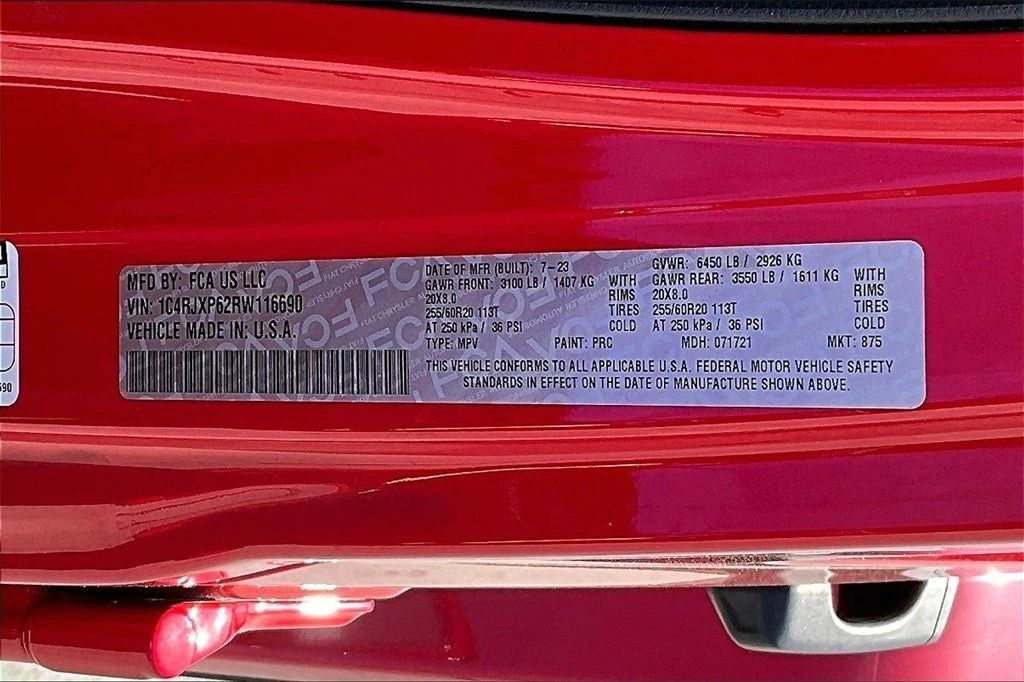 MFD BY: FCA US LLC
VIN: 1C4RJXP62RW116690
VEHICLE MADE IN: U.S.A.
DATE OF MFR (BUILT): 7-23
GAWR FRONT: 3100 LB / 1407 KG WITH
20X8.0 RIMS
255/60R20 113T TIRES
AT 250 kPa / 36 PSI COLD
GVWR: 6450 LB / 2926 KG
GAWR REAR: 3550 LB / 1611 KG WITH
20X8.0 RIMS
255/60R20 113T TIRES
AT 250 kPa / 36 PSI COLD
TYPE: MPV PAINT: PRC MDH: 071721 MKT: 875
THIS VEHICLE CONFORMS TO ALL APPLICABLE U.S.A. FEDERAL MOTOR VEHICLE SAFETY
STANDARDS IN EFFECT ON THE DATE OF MANUFACTURE SHOWN ABOVE.